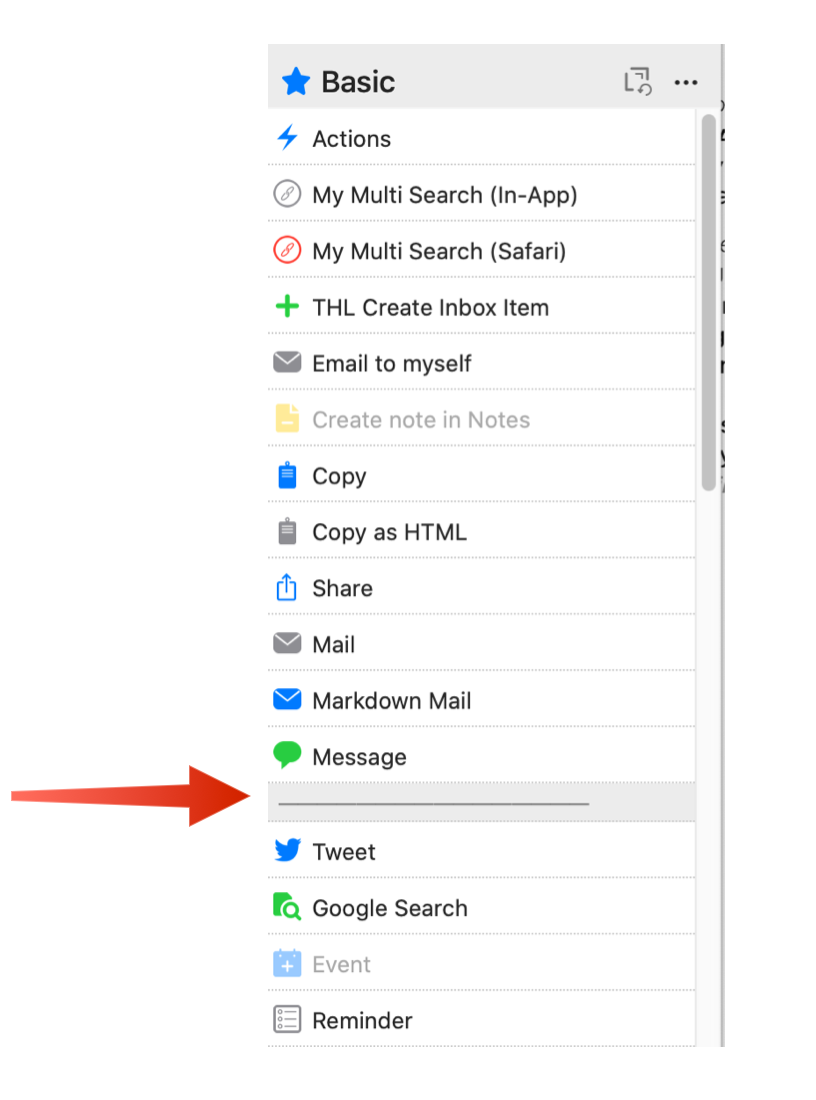 Basic
Actions
My Multi Search (In-App)
My Multi Search (Safari)
THL Create Inbox Item
Email to myself
Create note in Notes
Copy
Copy as HTML
Share
Mail
Markdown Mail
Message
Tweet
Google Search
Event
Reminder